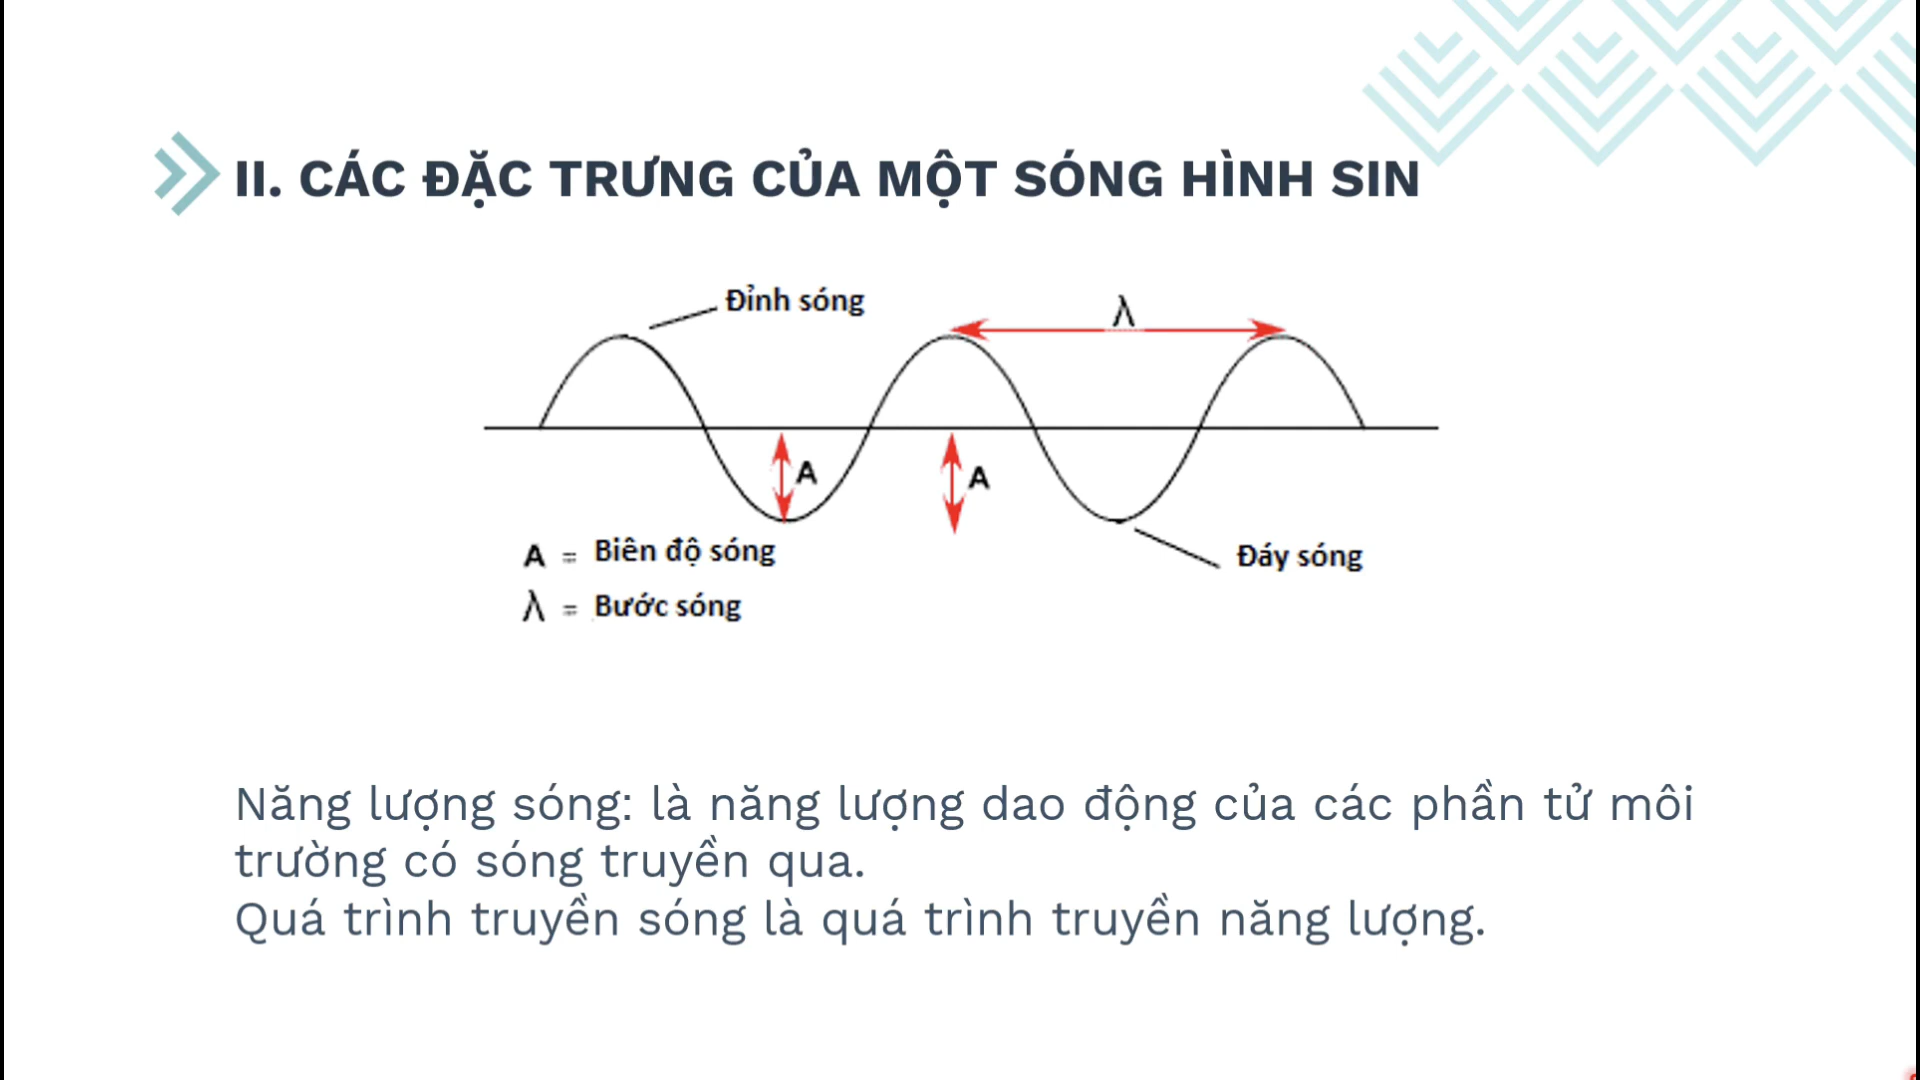 II. CÁC ĐẶC TRƯNG CỦA MỘT SÓNG HÌNH SIN
Đỉnh sóng
λ
A
A
A = Biên độ sóng
Đáy sóng
λ = Bước sóng
Năng lượng sóng: là năng lượng dao động của các phần tử môi
trường có sóng truyền qua.
Quá trình truyền sóng là quá trình truyền năng lượng.